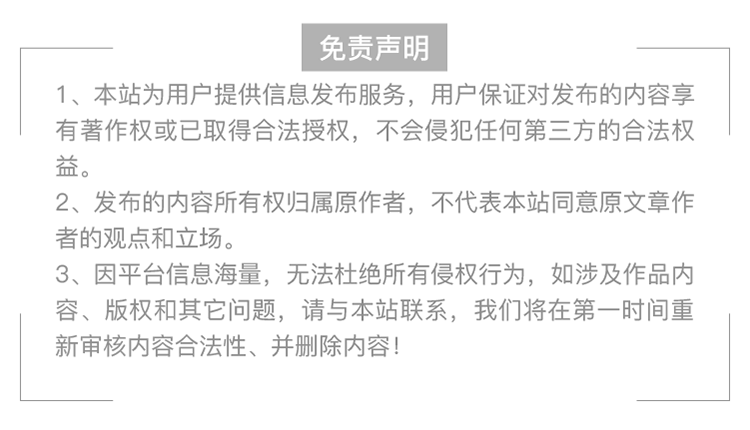 免责声明
1、本站为用户提供信息发布服务，用户保证对发布的内容享
有著作权或已取得合法授权，不会侵犯任何第三方的合法权
益。
2、发布的内容所有权归属原作者，不代表本站同意原文章作
者的观点和立场。
3、因平台信息海量，无法杜绝所有侵权行为，如涉及作品内
容、版权和其它问题，请与本站联系，我们将在第一时间重
新审核内容合法性、并删除内容！